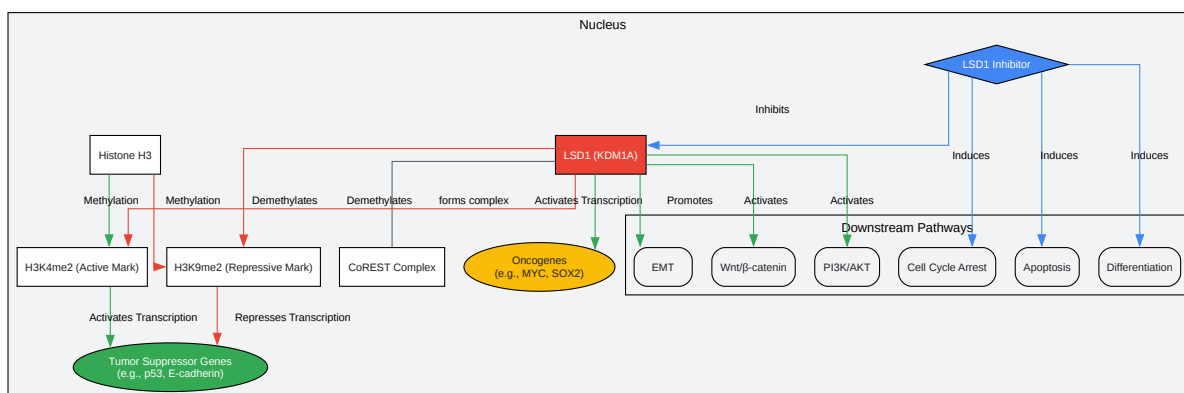 Nucleus
LSD1 Inhibitor
Inhibits
Histone H3
LSD1 (KDM1A)
Induces
Induces
Induces
Methylation
Methylation
Demethylates
Demethylates
forms complex
Activates Transcription
Promotes
Activates
Activates
Downstream Pathways
H3K4me2 (Active Mark)
H3K9me2 (Repressive Mark)
CoREST Complex
Oncogenes
(e.g., MYC, SOX2)
EMT
Wnt/β-catenin
PI3K/AKT
Cell Cycle Arrest
Apoptosis
Differentiation
Activates Transcription
Represses Transcription
Tumor Suppressor Genes
(e.g., p53, E-cadherin)